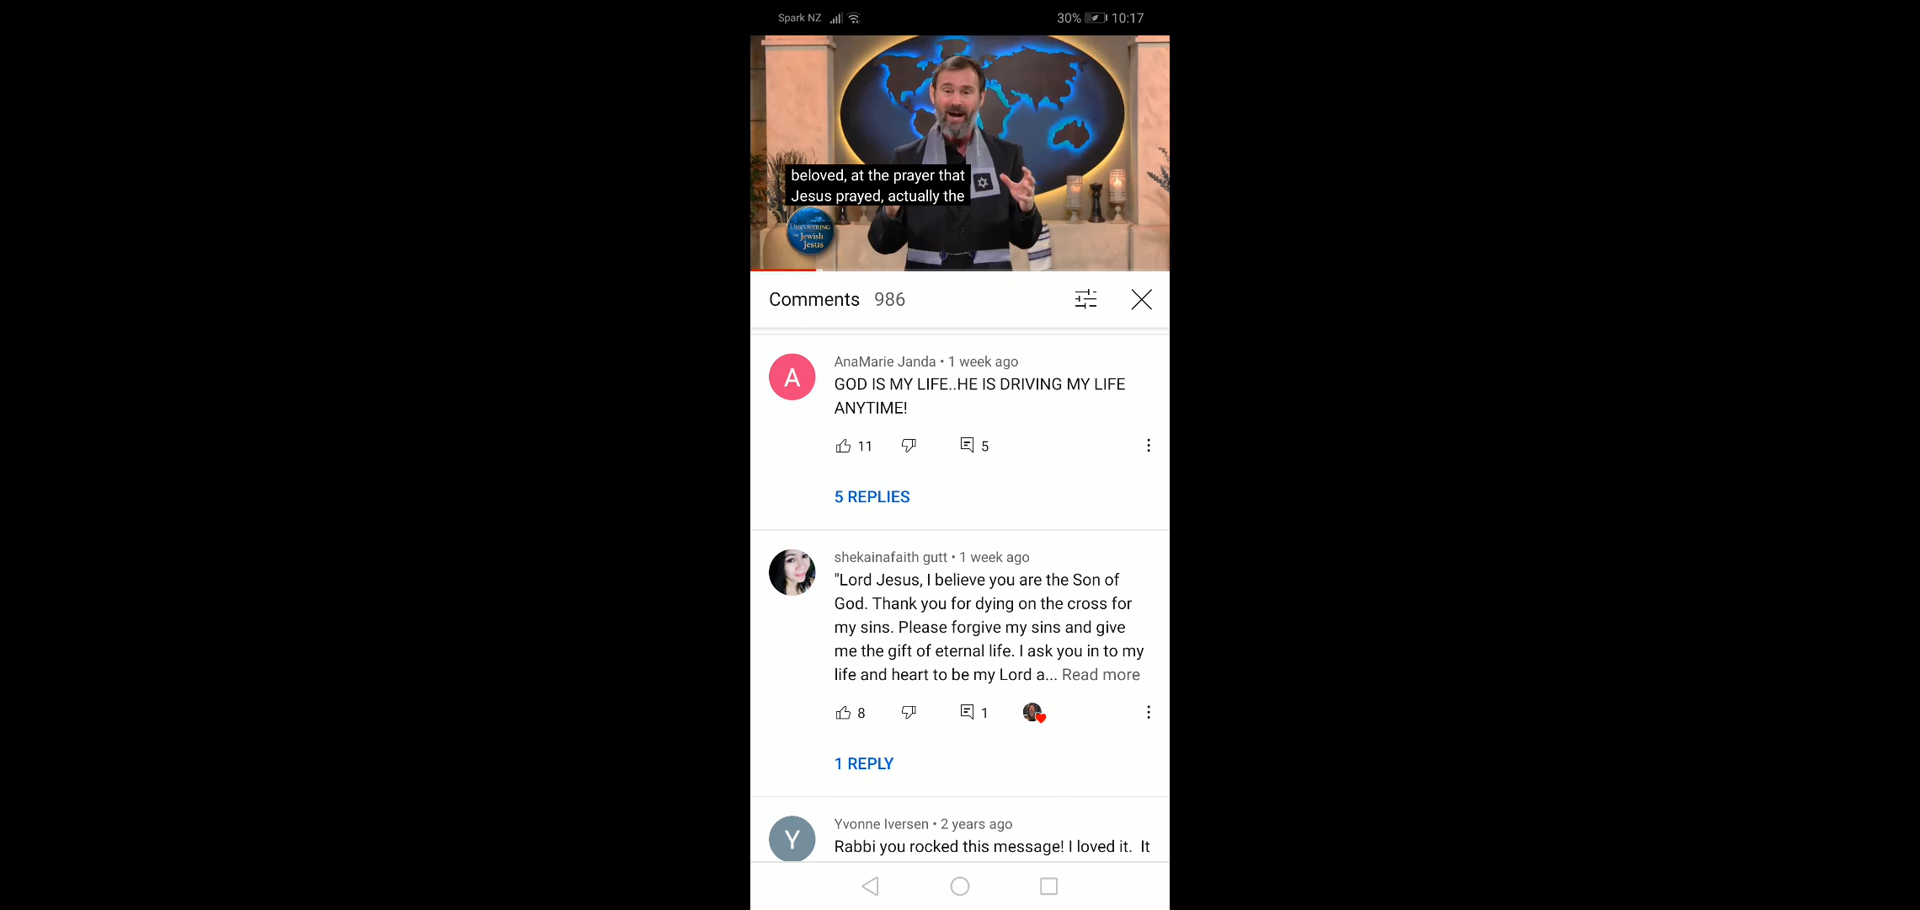 Spark NZ
30% 10:17
beloved, at the prayer that
Jesus prayed, actually the
DISCOVERING
the Jewish
Jesus
Comments 986
A
AnaMarie Janda • 1 week ago
GOD IS MY LIFE..HE IS DRIVING MY LIFE
ANYTIME!
11 5
5 REPLIES
shekainafaith gutt • 1 week ago
"Lord Jesus, I believe you are the Son of
God. Thank you for dying on the cross for
my sins. Please forgive my sins and give
me the gift of eternal life. I ask you in to my
life and heart to be my Lord a... Read more
8 1
1 REPLY
Y
Yvonne Iversen • 2 years ago
Rabbi you rocked this message! I loved it.  It